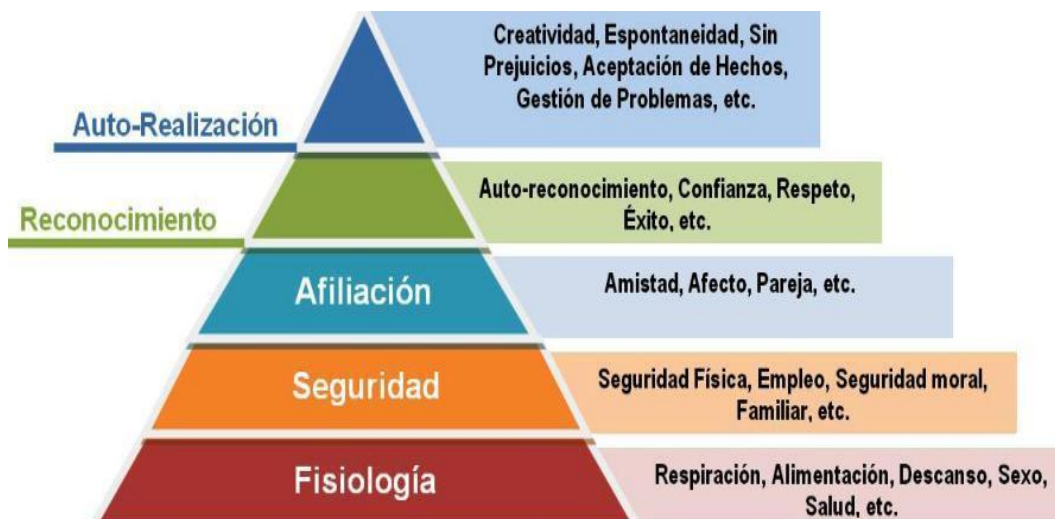 Creatividad, Espontaneidad, Sin
Prejuicios, Aceptación de Hechos,
Gestión de Problemas, etc.
Auto-Realización
Auto-reconocimiento, Confianza, Respeto,
Éxito, etc.
Reconocimiento
Afiliación
Amistad, Afecto, Pareja, etc.
Seguridad
Seguridad Física, Empleo, Seguridad moral,
Familiar, etc.
Fisiología
Respiración, Alimentación, Descanso, Sexo,
Salud, etc.